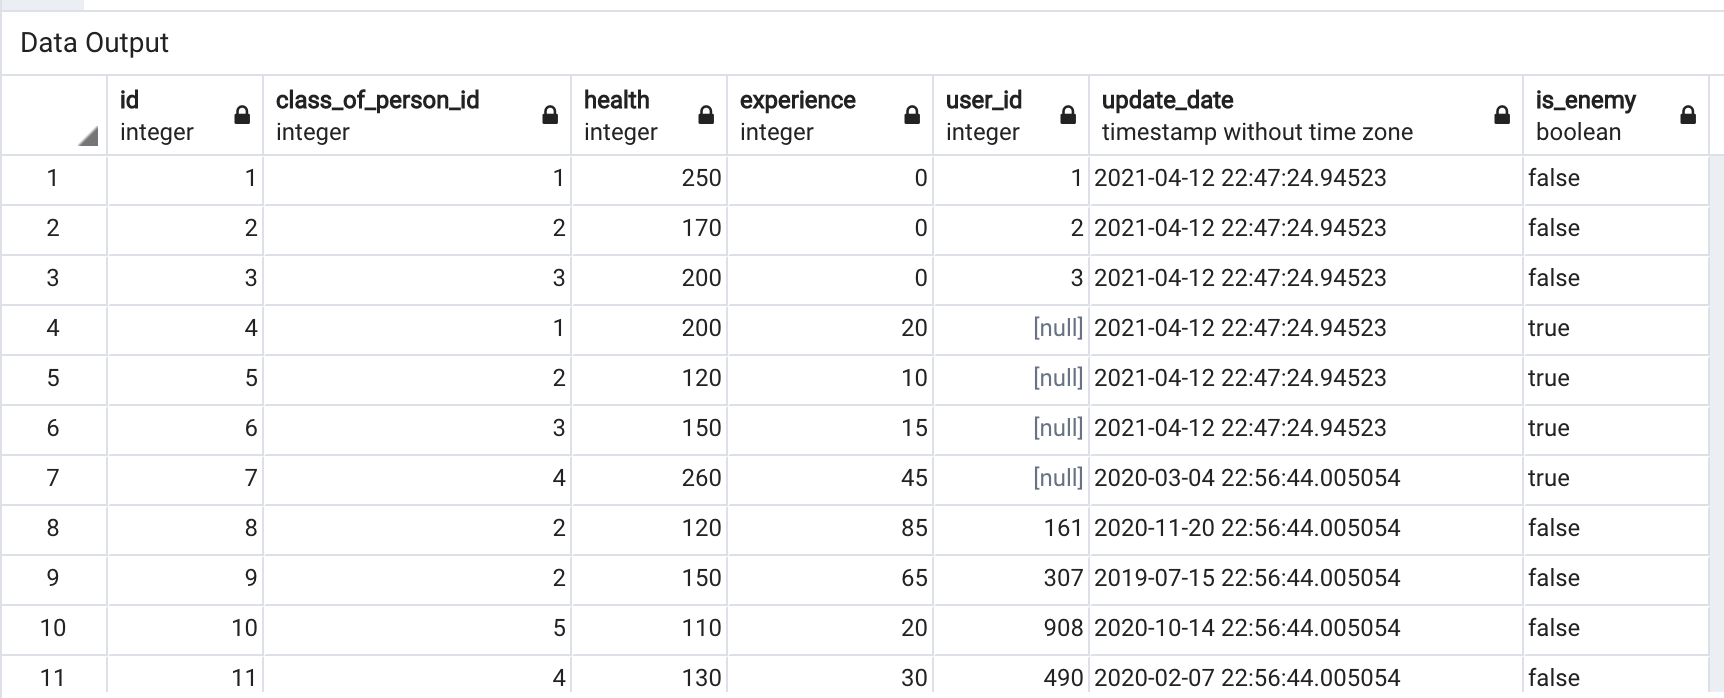 Data Output
id class_of_person_id health experience user_id update_date is_enemy
integer integer integer integer integer timestamp without time zone boolean
1 1 1 250 0 1 2021-04-12 22:47:24.94523 false
2 2 2 170 0 2 2021-04-12 22:47:24.94523 false
3 3 3 200 0 3 2021-04-12 22:47:24.94523 false
4 4 1 200 20 [null] 2021-04-12 22:47:24.94523 true
5 5 2 120 10 [null] 2021-04-12 22:47:24.94523 true
6 6 3 150 15 [null] 2021-04-12 22:47:24.94523 true
7 7 4 260 45 [null] 2020-03-04 22:56:44.005054 true
8 8 2 120 85 161 2020-11-20 22:56:44.005054 false
9 9 2 150 65 307 2019-07-15 22:56:44.005054 false
10 10 5 110 20 908 2020-10-14 22:56:44.005054 false
11 11 4 130 30 490 2020-02-07 22:56:44.005054 false